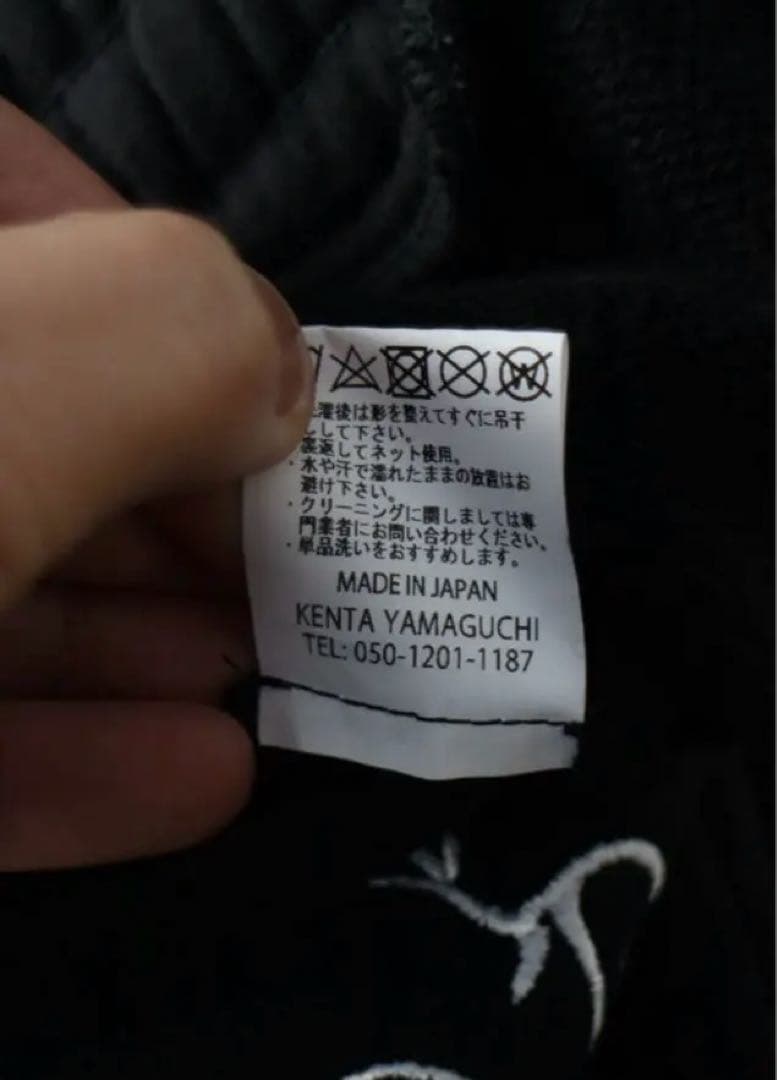 濯後は形を整えてすぐに吊干
しして下さい。
裏返してネット使用。
・水や汗で濡れたままの放置はお
避け下さい。
・クリーニングに関しましては専
門業者にお問い合わせください、
・単品洗いをおすすめします。
MADE IN JAPAN
KENTA YAMAGUCHI
TEL: 050-1201-1187